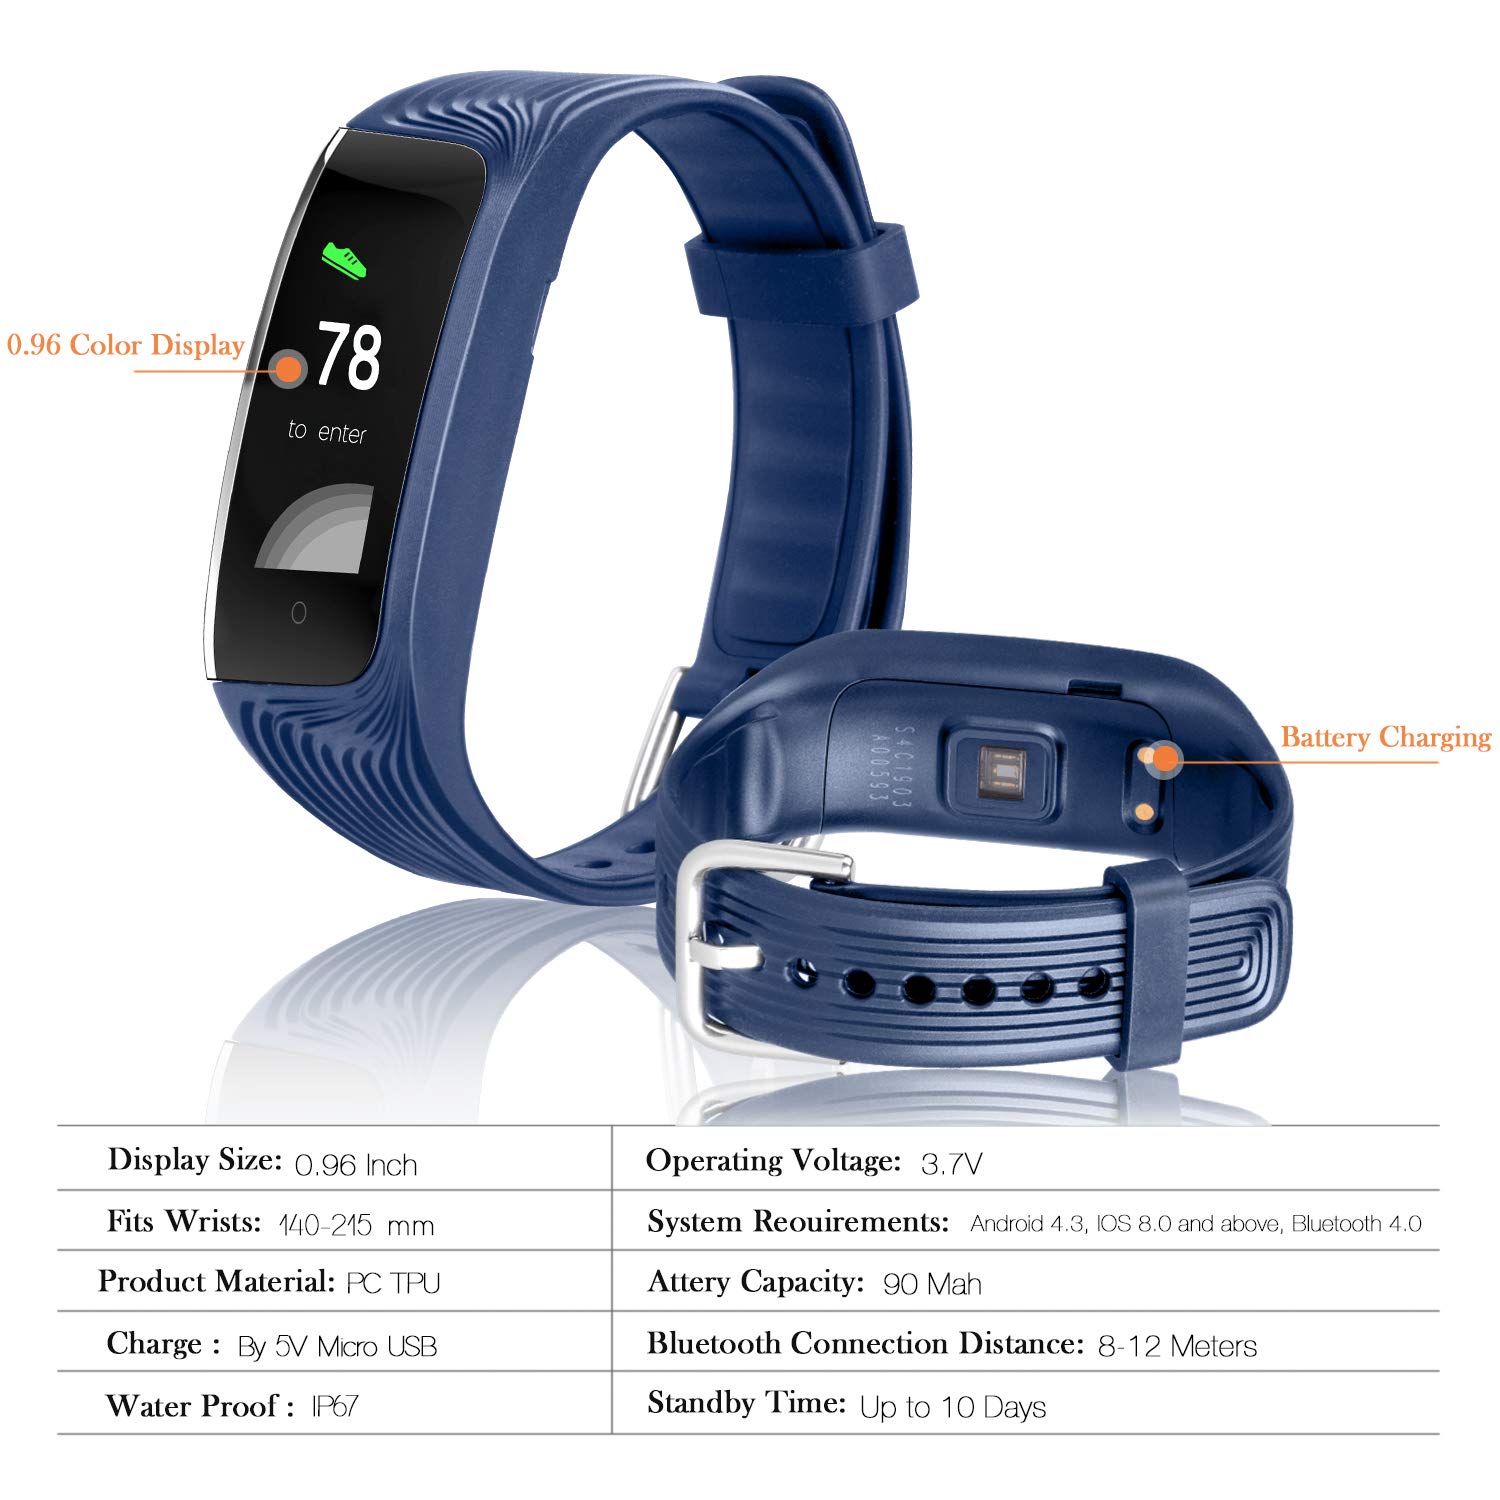 78
to enter
0.96 Color Display
S4C1903
A00593
Battery Charging
Display Size: 0.96 Inch
Operating Voltage: 3.7V
Fits Wrists: 140-215 mm
System Reouirements: Android 4.3, IOS 8.0 and above, Bluetooth 4.0
Product Material: PC TPU
Attery Capacity: 90 Mah
Charge : By 5V Micro USB
Bluetooth Connection Distance: 8-12 Meters
Water Proof : IP67
Standby Time: Up to 10 Days